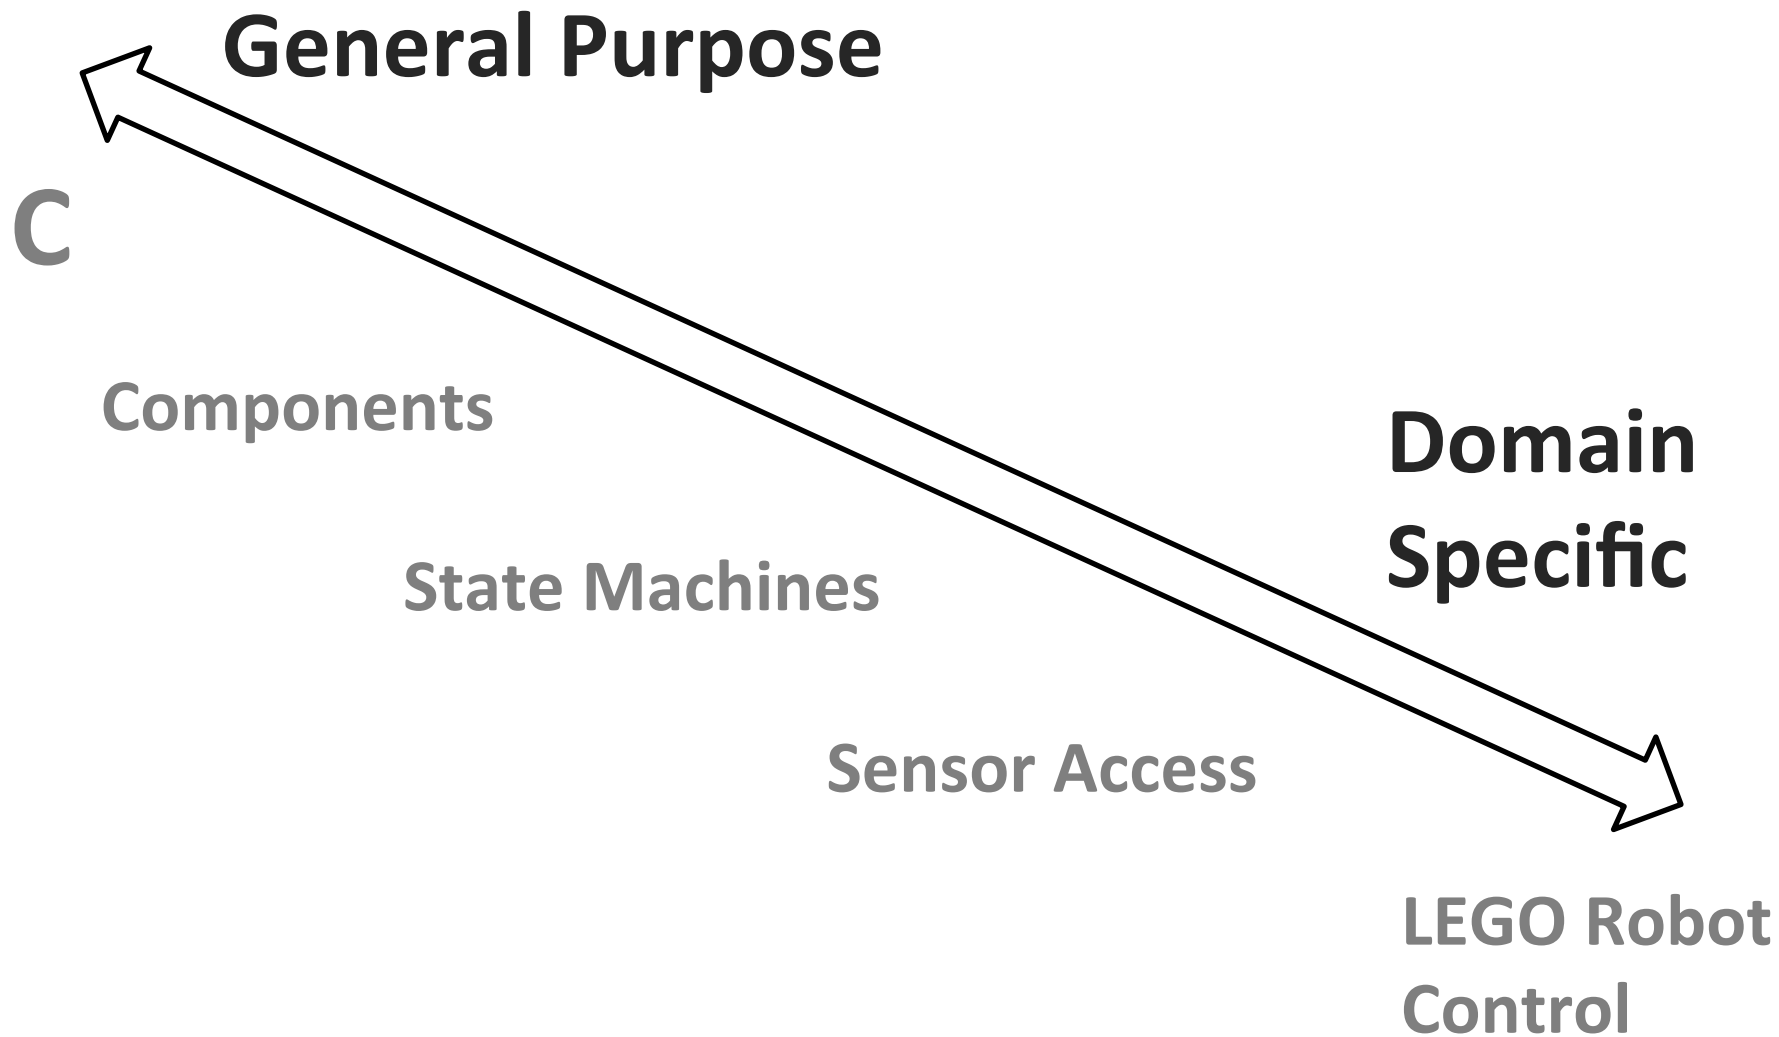 General Purpose
C
Components
Domain
Specific
State Machines
Sensor Access
LEGO Robot
Control